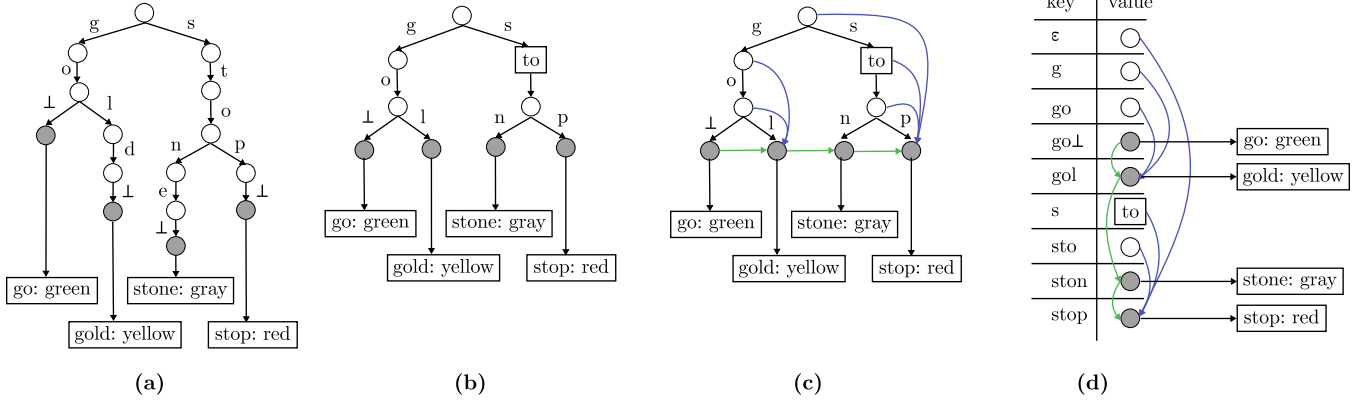 g s
o t
⊥ l o
d n p
⊥ e ⊥
⊥
go: green stone: gray
gold: yellow stop: red
(a)
g s
to
o
⊥ l n p
go: green stone: gray
gold: yellow stop: red
(b)
g s
to
o
⊥ l n p
go: green stone: gray
gold: yellow stop: red
(c)
key value
ε
g
go
go⊥ go: green
gol gold: yellow
s to
sto
ston stone: gray
stop stop: red
(d)